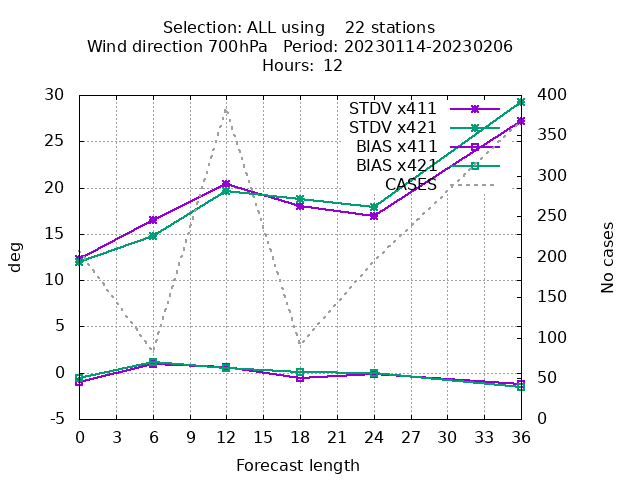 Selection: ALL using    22 stations
Wind direction 700hPa   Period: 20230114-20230206
Hours: 12
30
25
20
15
10
5
0
-5
deg
400
350
300
250
200
150
100
50
0
No cases
STDV x411
STDV x421
BIAS x411
BIAS x421
CASES
0 3 6 9 12 15 18 21 24 27 30 33 36
Forecast length